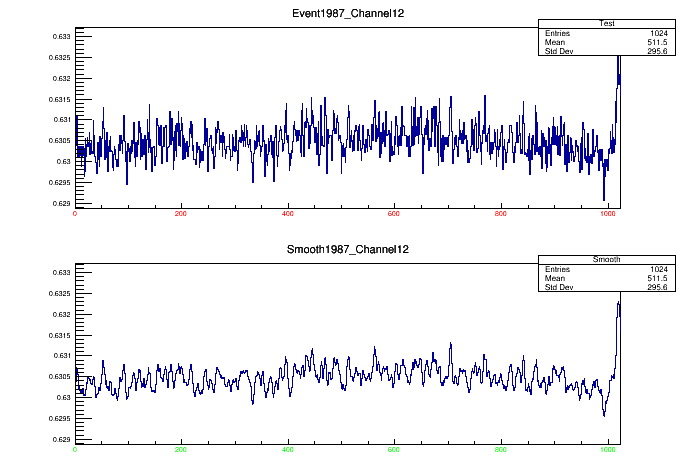 Event1987_Channel12
Test
Entries 1024
Mean 511.5
Std Dev 295.6
0.633
0.6325
0.632
0.6315
0.631
0.6305
0.63
0.6295
0.629
0 200 400 600 800 1000
Smooth1987_Channel12
Smooth
Entries 1024
Mean 511.5
Std Dev 295.6
0.633
0.6325
0.632
0.6315
0.631
0.6305
0.63
0.6295
0.629
0 200 400 600 800 1000